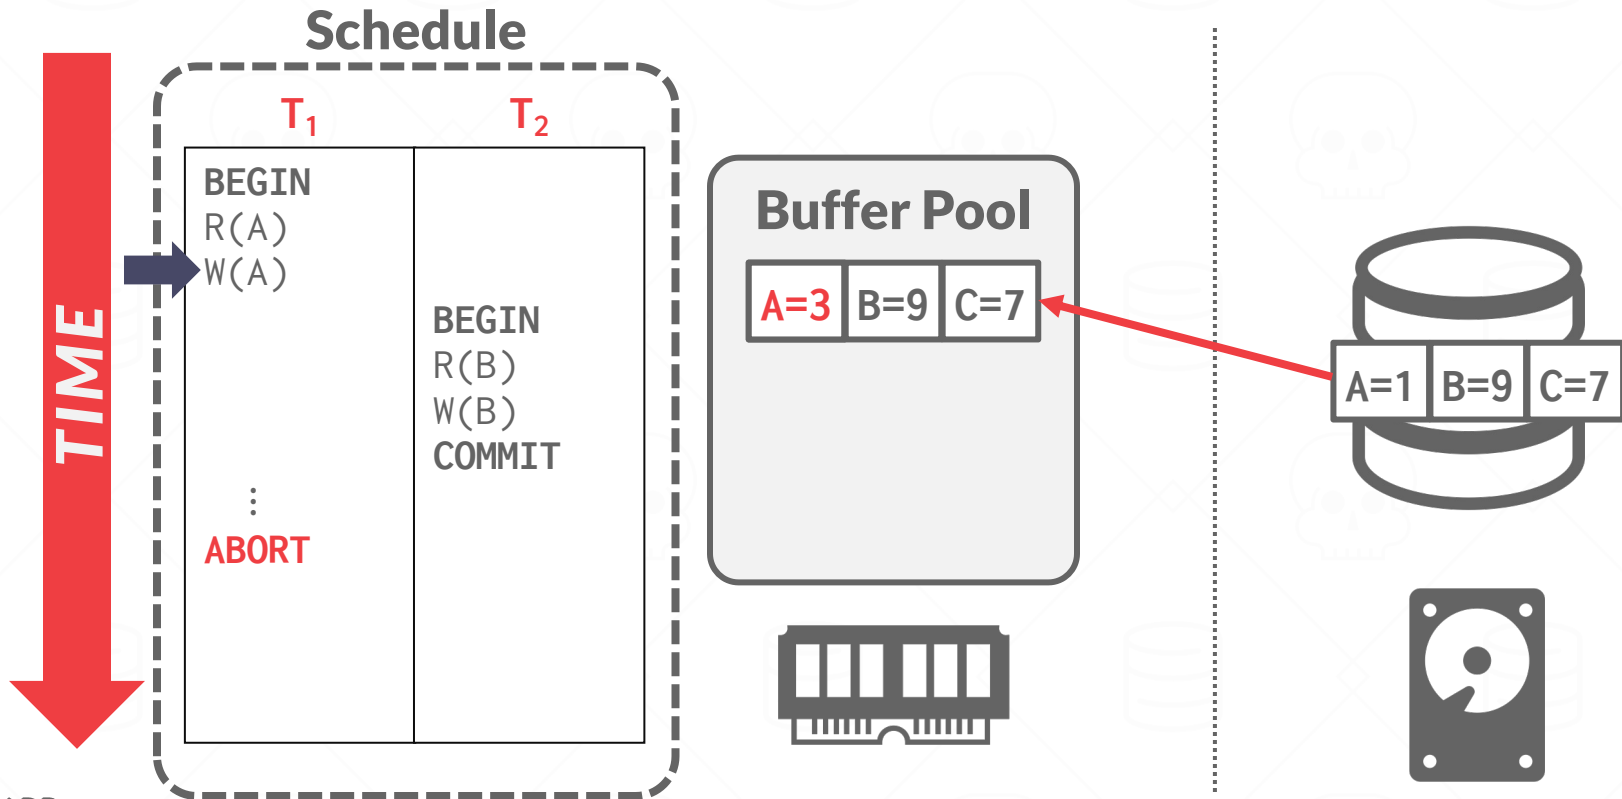 Schedule
TIME
T₁ T₂
BEGIN
R(A)
W(A)
BEGIN
R(B)
W(B)
COMMIT
⋮
ABORT
Buffer Pool
A=3 B=9 C=7
A=1 B=9 C=7